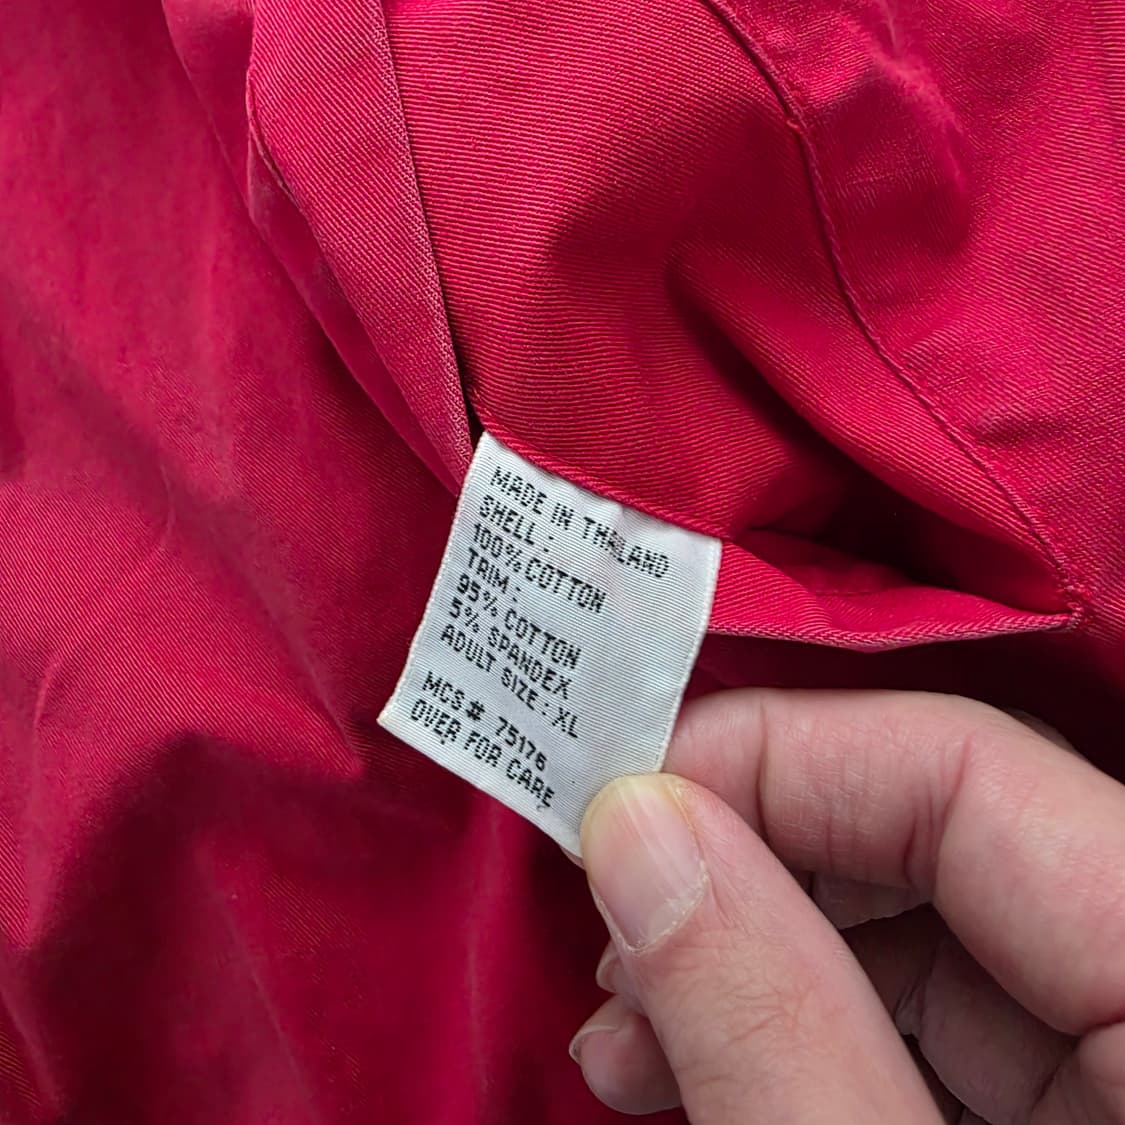 MADE IN THAILAND
SHELL :
100% COTTON
TRIM :
95% COTTON
5% SPANDEX
ADULT SIZE : XL
MCS # 75176
OVER FOR CARE